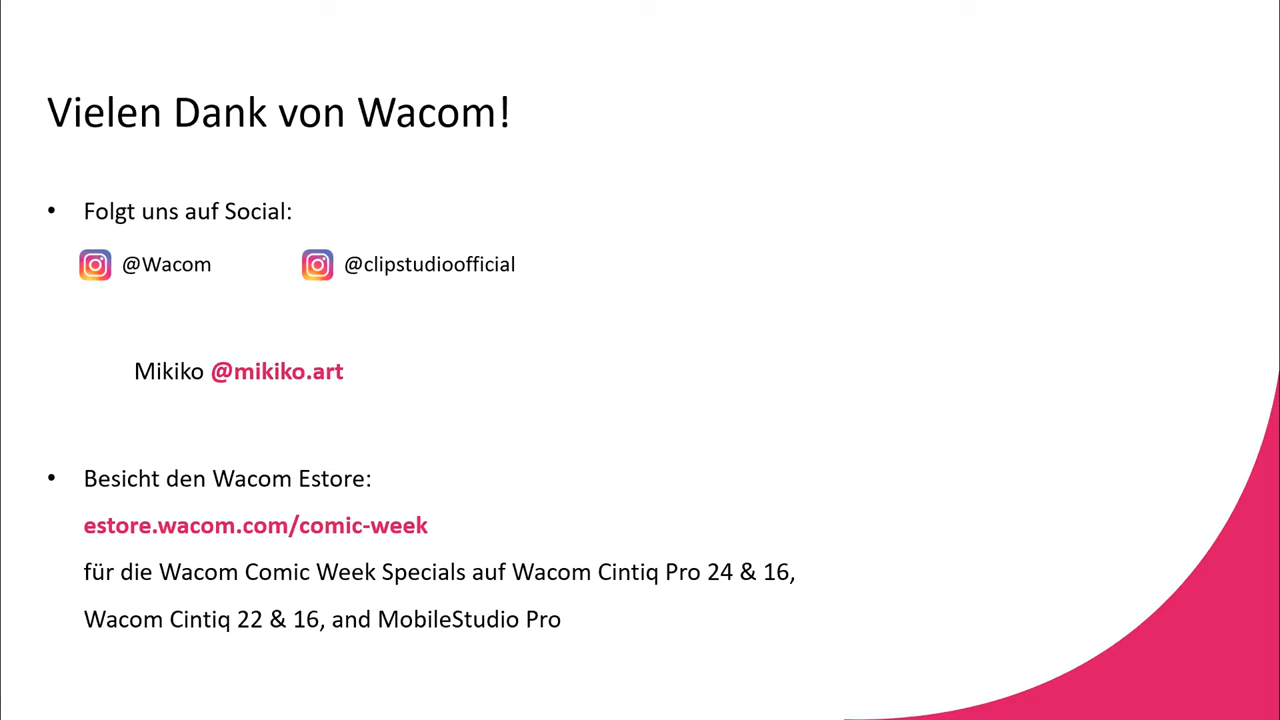 Vielen Dank von Wacom!
• Folgt uns auf Social:
@Wacom @clipstudioofficial
Mikiko @mikiko.art
• Besicht den Wacom Estore:
estore.wacom.com/comic-week
für die Wacom Comic Week Specials auf Wacom Cintiq Pro 24 & 16,
Wacom Cintiq 22 & 16, and MobileStudio Pro